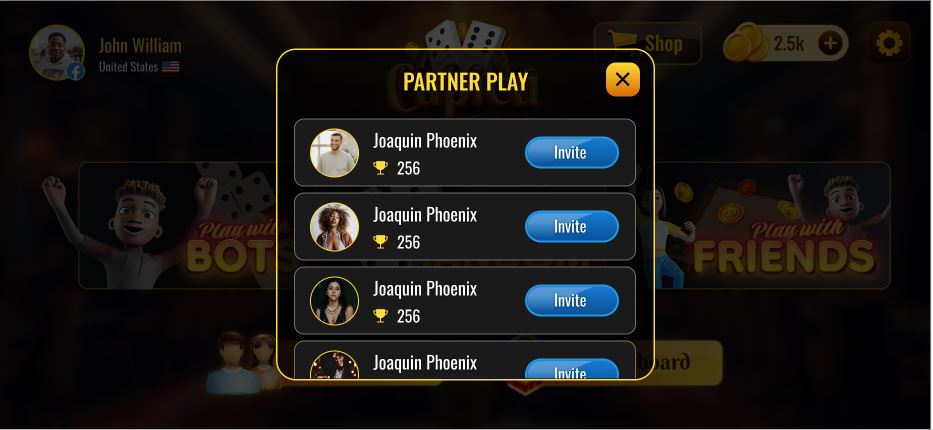 John William
United States
Shop
2.5k
PARTNER PLAY
Joaquin Phoenix
256
Invite
Joaquin Phoenix
256
Invite
Joaquin Phoenix
256
Invite
Joaquin Phoenix
Invite
Play with
BOTS
Play with
FRIENDS